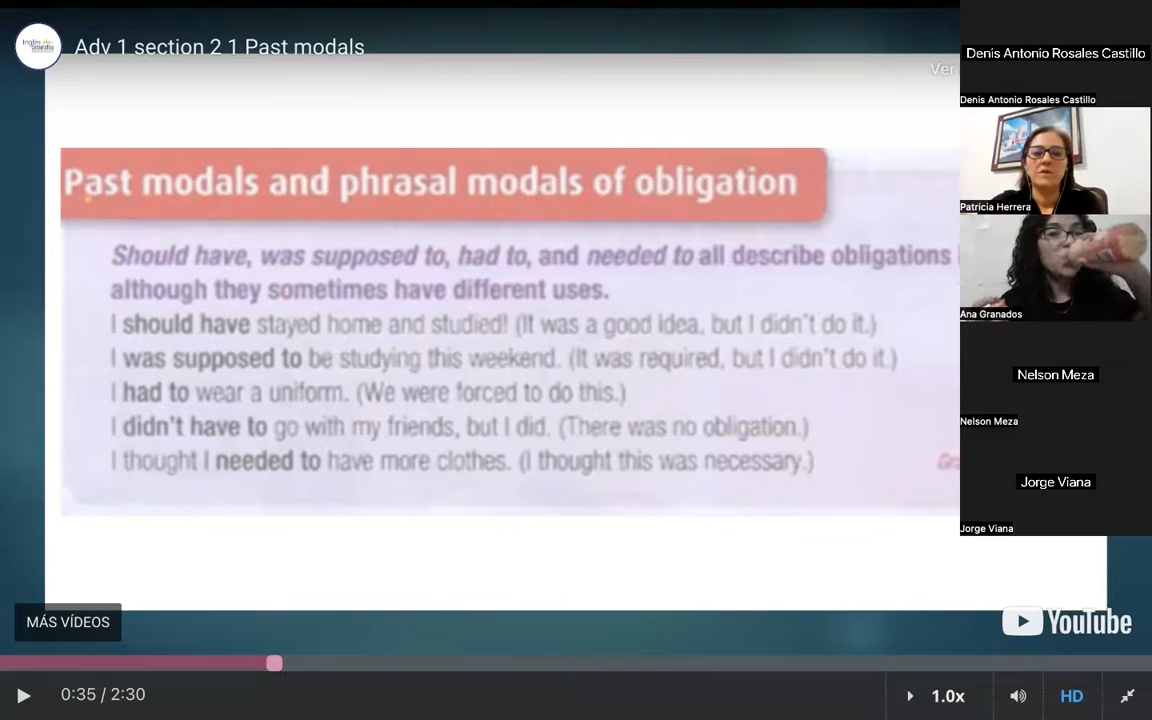 Adv 1 section 2 1 Past modals
Ver
Past modals and phrasal modals of obligation
Should have, was supposed to, had to, and needed to all describe obligations
although they sometimes have different uses.
I should have stayed home and studied! (It was a good idea, but I didn't do it.)
I was supposed to be studying this weekend. (It was required, but I didn't do it.)
I had to wear a uniform. (We were forced to do this.)
I didn't have to go with my friends, but I did. (There was no obligation.)
I thought I needed to have more clothes. (I thought this was necessary.)
Denis Antonio Rosales Castillo
Denis Antonio Rosales Castillo
Patricia Herrera
Ana Granados
Nelson Meza
Nelson Meza
Jorge Viana
Jorge Viana
MÁS VÍDEOS
YouTube
0:35 / 2:30
1.0x
HD